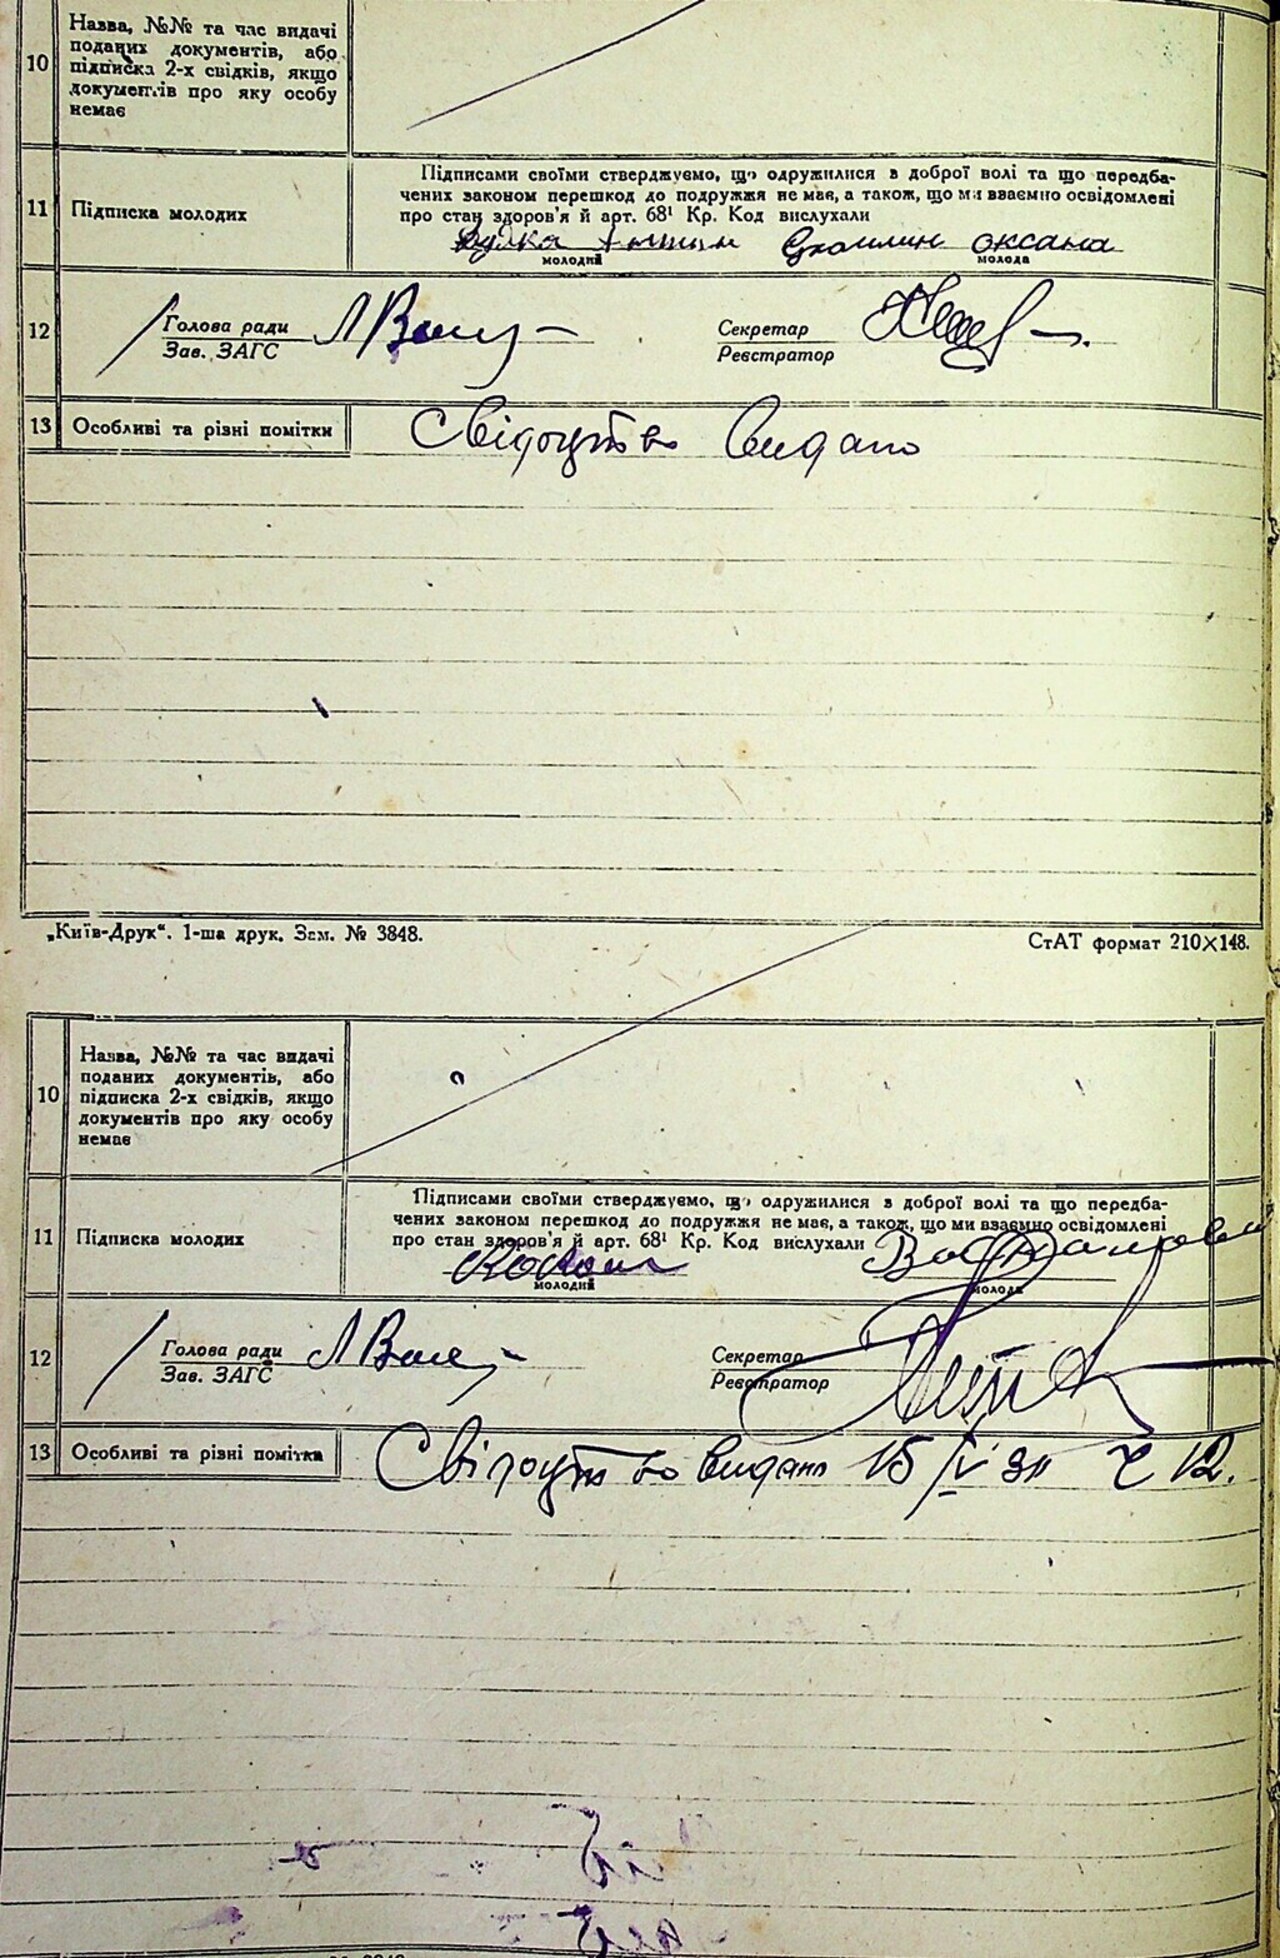 10
Назва, №№ та час видачі
поданих документів, або
підписка 2-х свідків, якщо
документів про яку особу
немає
11
Підписка молодих
Підписами своїми стверджуємо, що одружилися з доброї волі та що передба-
чених законом перешкод до подружжя не має, а також, що ми взаємно освідомлені
про стан здоров'я й арт. 68¹ Кр. Код вислухали
оксана
молодий молода
12
Голова ради
Зав. ЗАГС
Секретар
Реєстратор
13 Особливі та різні помітки Свідоцтво видано
„Київ-Друк“. 1-ша друк. Зам. № 3848. СтАТ формат 210×148.
10
Назва, №№ та час видачі
поданих документів, або
підписка 2-х свідків, якщо
документів про яку особу
немає
11
Підписка молодих
Підписами своїми стверджуємо, що одружилися з доброї волі та що передба-
чених законом перешкод до подружжя не має, а також, що ми взаємно освідомлені
про стан здоров'я й арт. 68¹ Кр. Код вислухали
молодий молода
12
Голова ради
Зав. ЗАГС
Секретар
Реєстратор
13 Особливі та різні помітки Свідоцтво видано 15/IV 3 № 12.